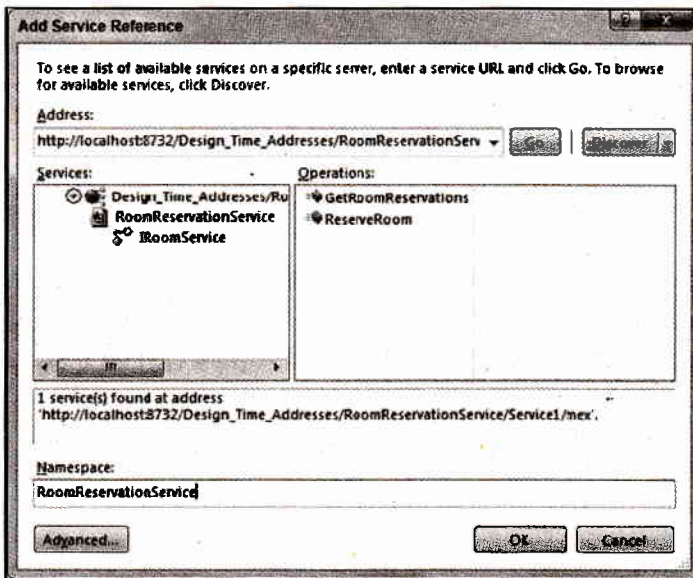 Add Service Reference
To see a list of available services on a specific server, enter a service URL and click Go. To browse
for available services, click Discover.
Address:
http://localhost:8732/Design_Time_Addresses/RoomReservationServ
Go
Discover
Services:
Operations:
Design_Time_Addresses/Ru
RoomReservationService
IRoomService
GetRoomReservations
ReserveRoom
1 service(s) found at address
'http://localhost:8732/Design_Time_Addresses/RoomReservationService/Service1/mex'.
Namespace:
RoomReservationService
Advanced...
OK
Cancel